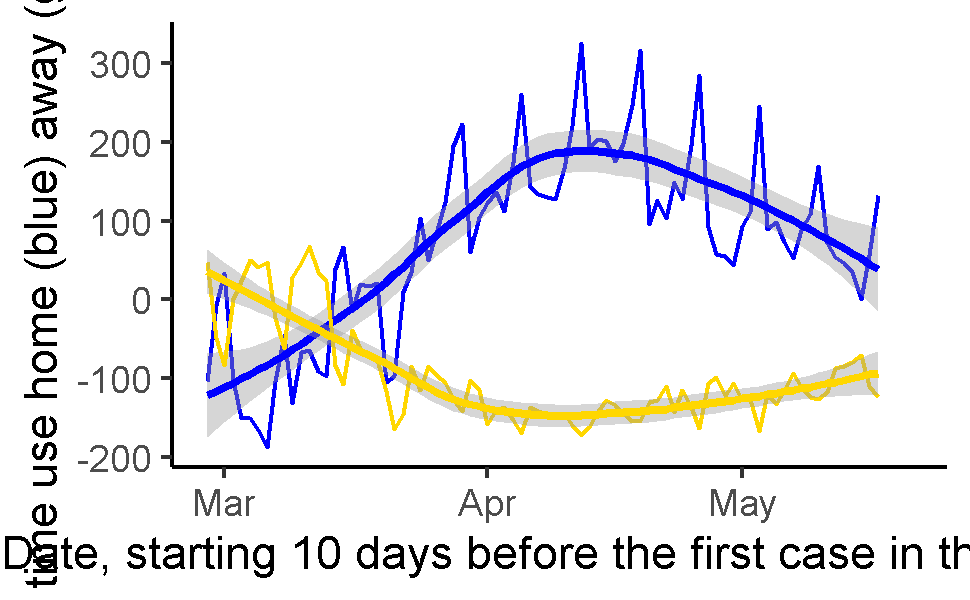 time use home (blue) away (
300
200
100
0
-100
-200
Mar Apr May
Date, starting 10 days before the first case in th